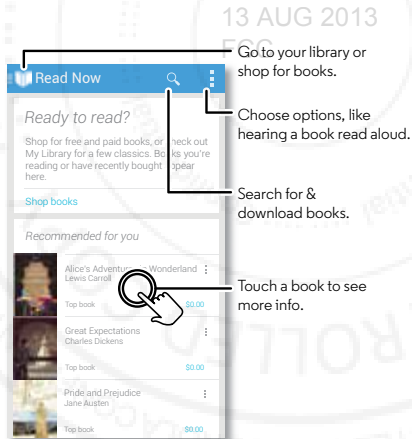 13 AUG 2013
FCC
Go to your library or
shop for books.
Read Now
Choose options, like
hearing a book read aloud.
Ready to read?
Shop for free and paid books, or check out
My Library for a few classics. Books you're
reading or have recently bought appear
here.
Shop books
Search for &
download books.
Recommended for you
Alice's Adventures in Wonderland
Lewis Carroll
Top book $0.00
Touch a book to see
more info.
Great Expectations
Charles Dickens
Top book $0.00
Pride and Prejudice
Jane Austen
Top book $0.00